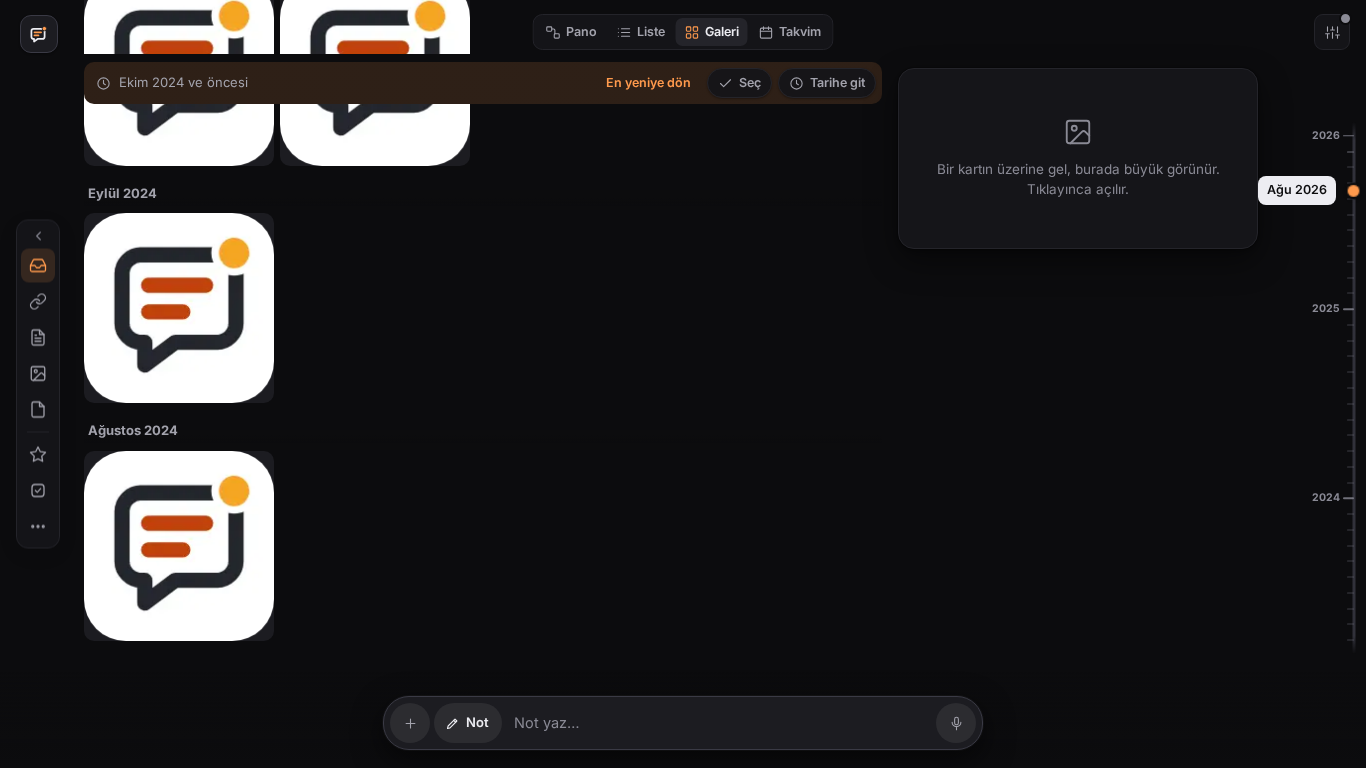 Pano
Liste
Galeri
Takvim
Ekim 2024 ve öncesi
En yeniye dön
Seç
Tarihe git
Bir kartın üzerine gel, burada büyük görünür.
Tıklayınca açılır.
2026
Ağu 2026
2025
2024
Eylül 2024
Ağustos 2024
Not
Not yaz...